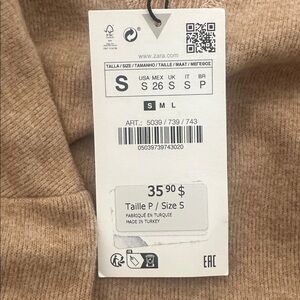 FSC
www.zara.com
TALLA / SIZE / TAMANHO / TAILLE / MAAT / ΜΕΓΕΘΟΣ
S
USA MEX UK IT BR
S 26 S S P
S M L
ART.: 5039 / 739 / 743
05039739743020
35 90 $
Taille P / Size S
FABRIQUÉ EN TURQUIE
MADE IN TURKEY
EAC